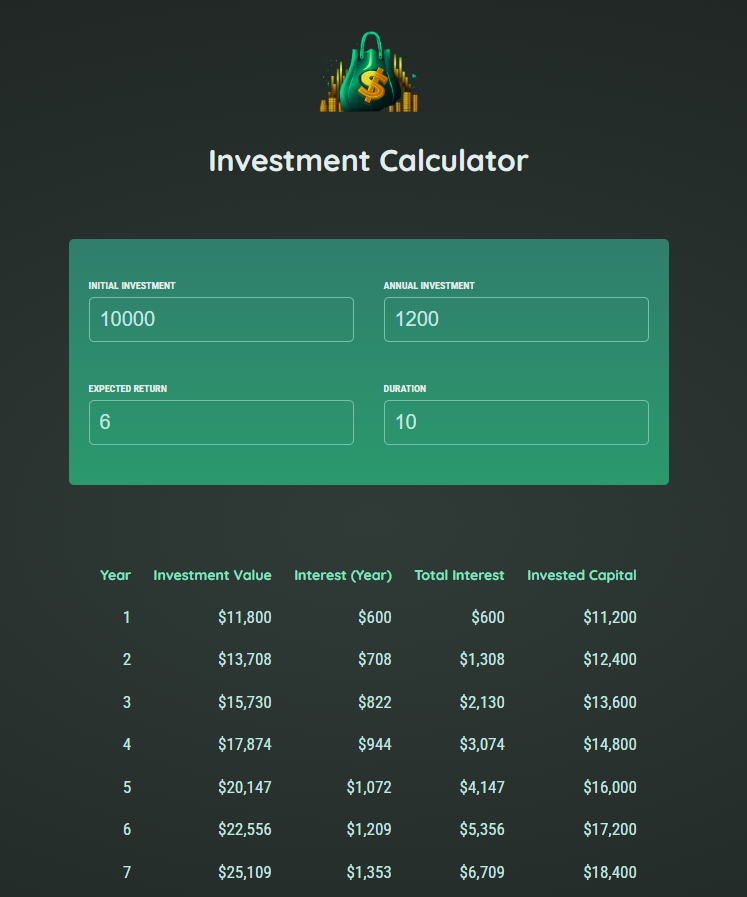 $
Investment Calculator
INITIAL INVESTMENT ANNUAL INVESTMENT
10000 1200
EXPECTED RETURN DURATION
6 10
Year Investment Value Interest (Year) Total Interest Invested Capital
1 $11,800 $600 $600 $11,200
2 $13,708 $708 $1,308 $12,400
3 $15,730 $822 $2,130 $13,600
4 $17,874 $944 $3,074 $14,800
5 $20,147 $1,072 $4,147 $16,000
6 $22,556 $1,209 $5,356 $17,200
7 $25,109 $1,353 $6,709 $18,400